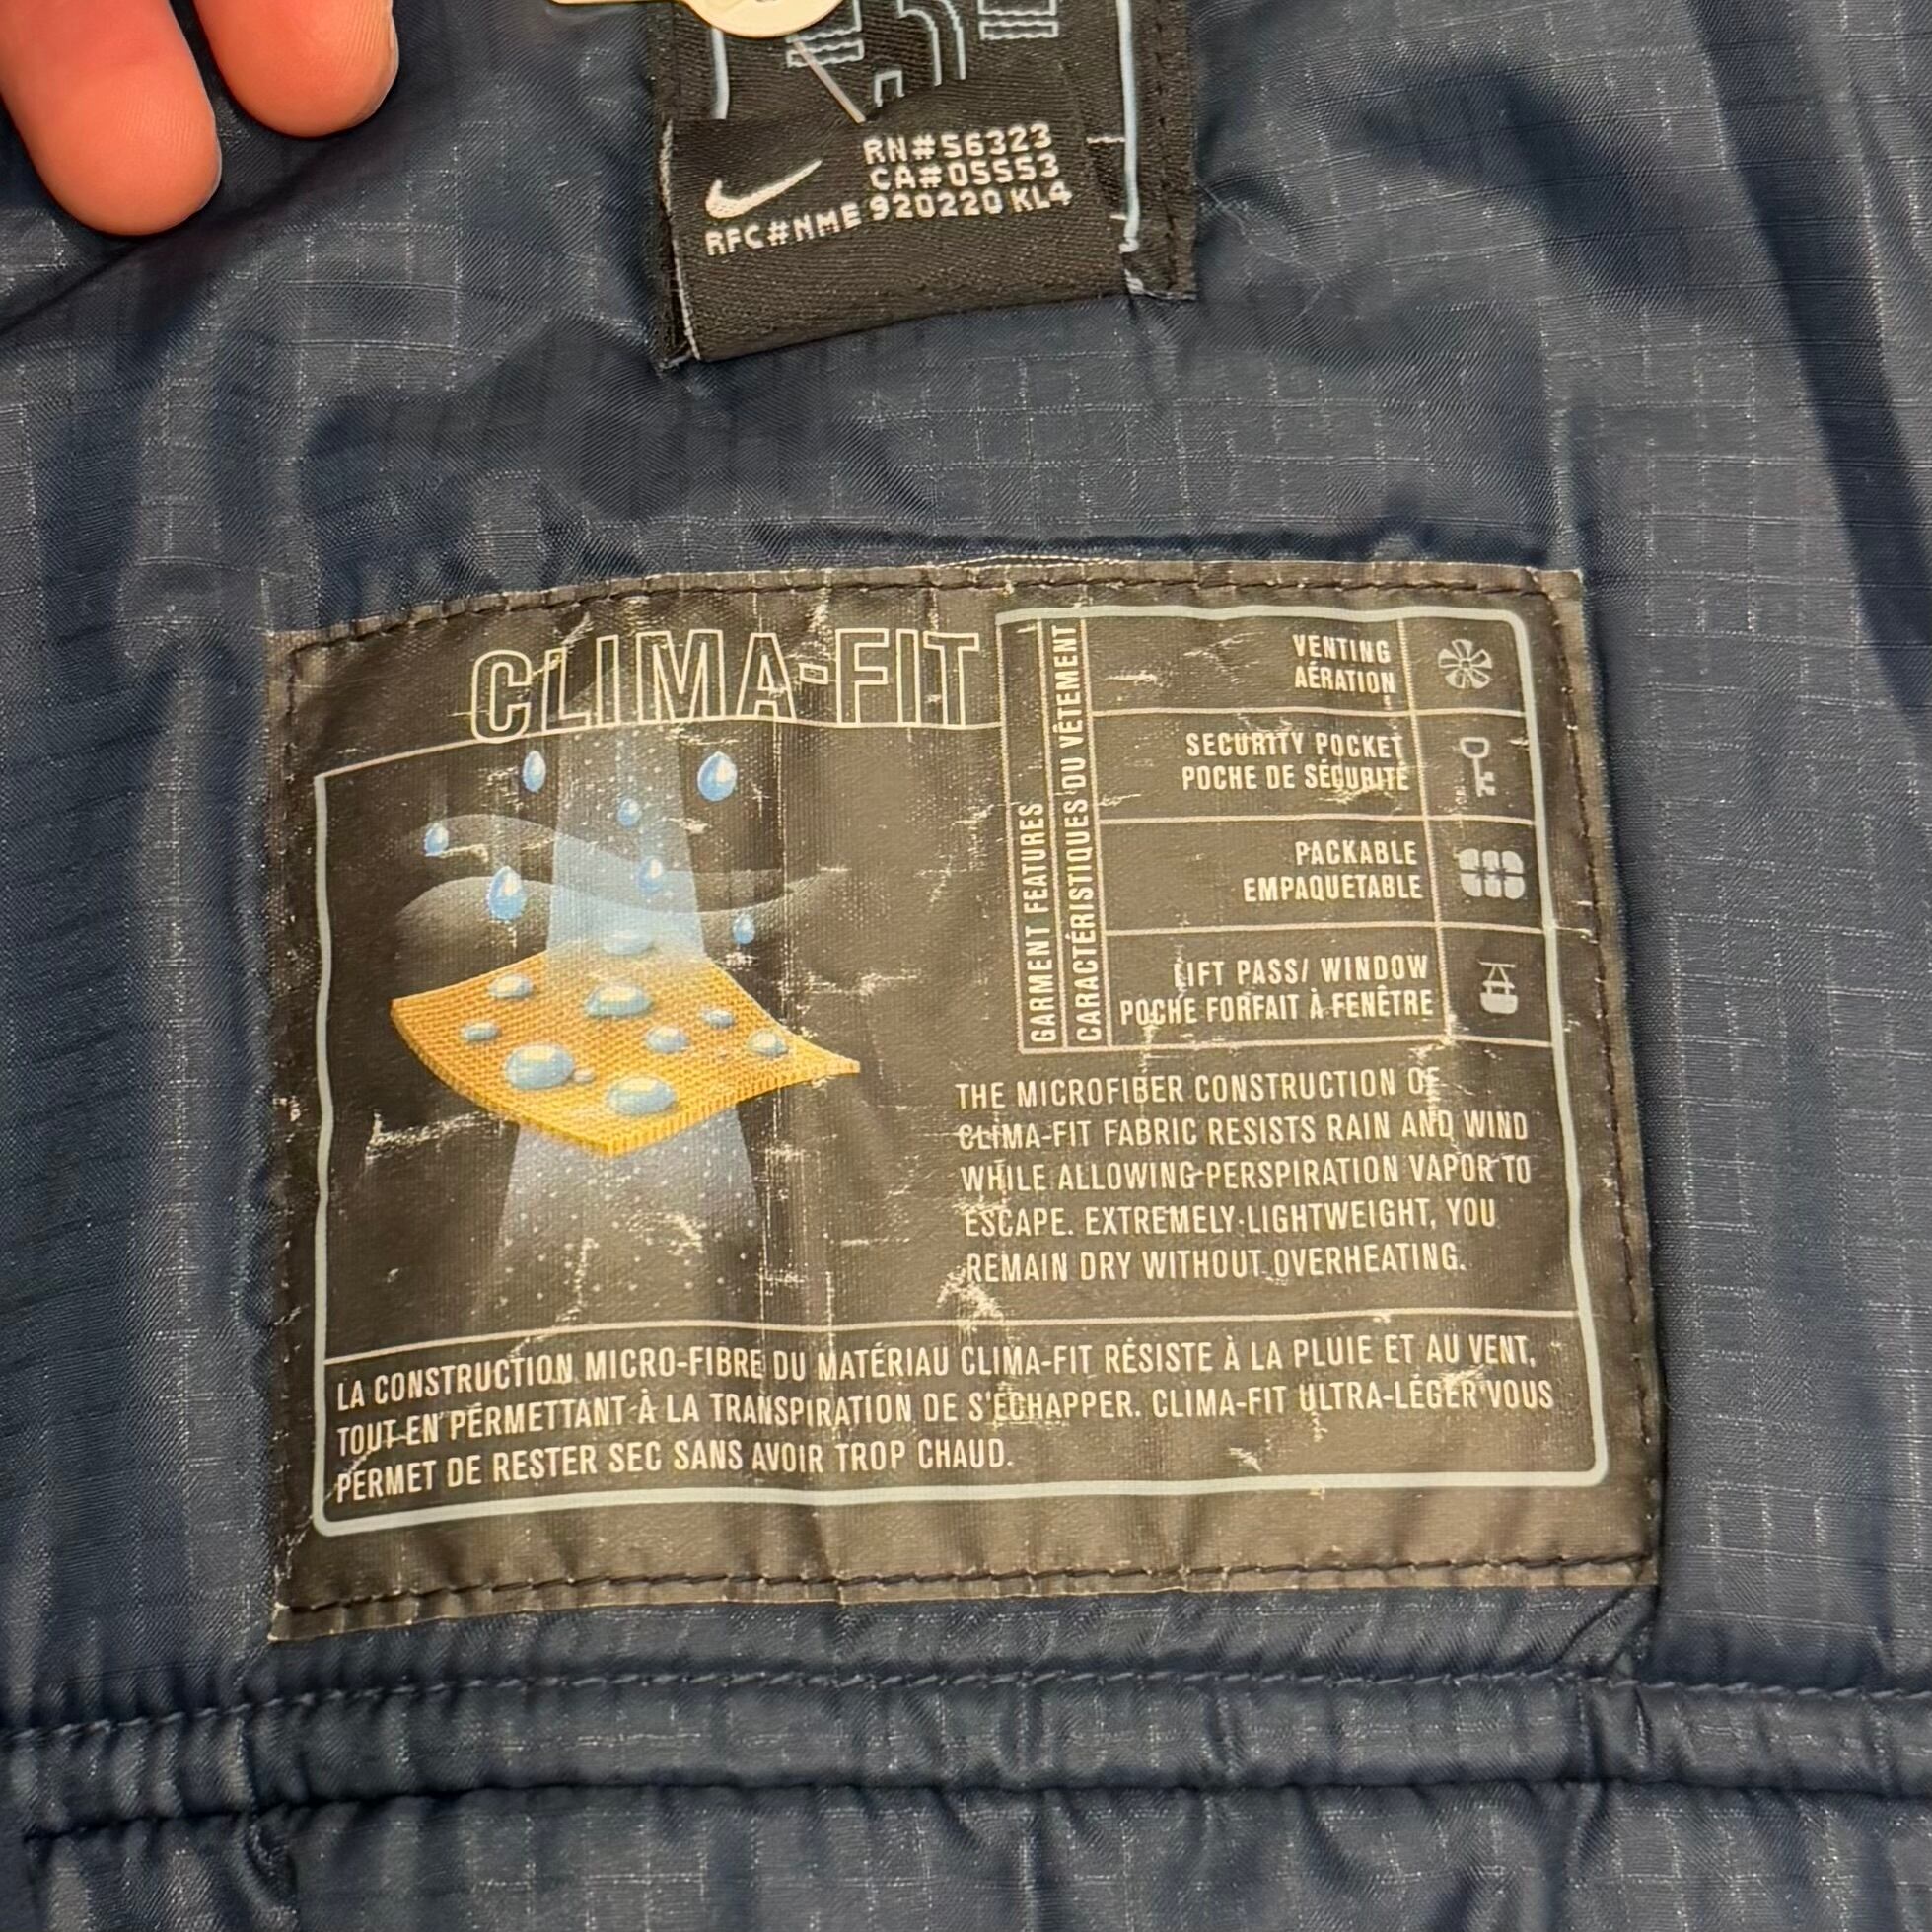 RN#56323
CA#05553
RFC#NME920220 KL4
CLIMA-FIT
GARMENT FEATURES
CARACTÉRISTIQUES DU VÊTEMENT
VENTING
AÉRATION
SECURITY POCKET
POCHE DE SÉCURITÉ
PACKABLE
EMPAQUETABLE
LIFT PASS/ WINDOW
POCHE FORFAIT À FENÊTRE
THE MICROFIBER CONSTRUCTION OF
CLIMA-FIT FABRIC RESISTS RAIN AND WIND
WHILE ALLOWING PERSPIRATION VAPOR TO
ESCAPE. EXTREMELY LIGHTWEIGHT, YOU
REMAIN DRY WITHOUT OVERHEATING.
LA CONSTRUCTION MICRO-FIBRE DU MATÉRIAU CLIMA-FIT RÉSISTE À LA PLUIE ET AU VENT,
TOUT EN PERMETTANT À LA TRANSPIRATION DE S'ÉCHAPPER. CLIMA-FIT ULTRA-LÉGER VOUS
PERMET DE RESTER SEC SANS AVOIR TROP CHAUD.